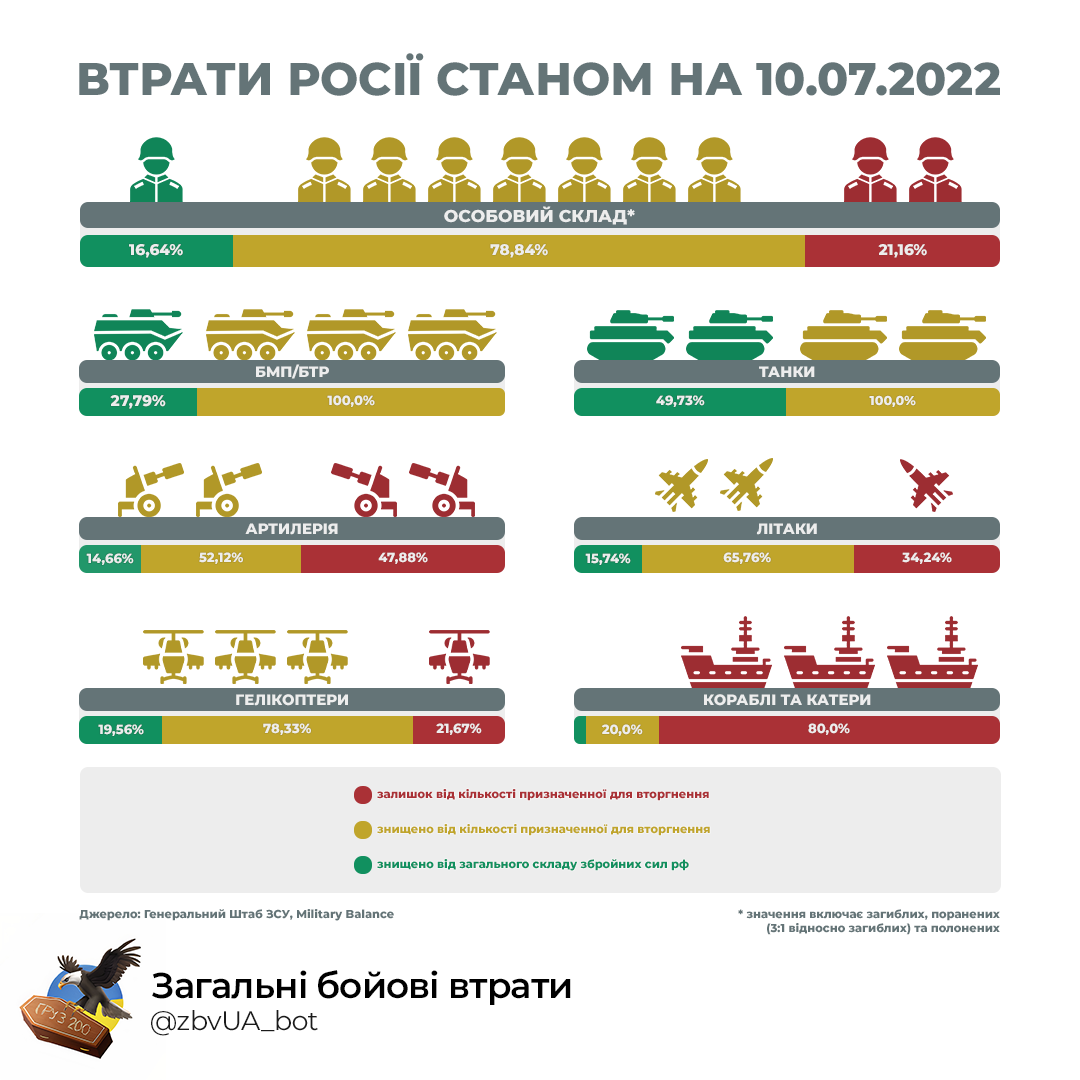 ВТРАТИ РОСІЇ СТАНОМ НА 10.07.2022
ОСОБОВИЙ СКЛАД*
16,64% 78,84% 21,16%
БМП/БТР
27,79% 100,0%
ТАНКИ
49,73% 100,0%
АРТИЛЕРІЯ
14,66% 52,12% 47,88%
ЛІТАКИ
15,74% 65,76% 34,24%
ГЕЛІКОПТЕРИ
19,56% 78,33% 21,67%
КОРАБЛІ ТА КАТЕРИ
20,0% 80,0%
залишок від кількості призначенної для вторгнення
знищено від кількості призначенної для вторгнення
знищено від загального складу збройних сил рф
Джерело: Генеральний Штаб ЗСУ, Military Balance
* значення включає загиблих, поранених
(3:1 відносно загиблих) та полонених
ГРУЗ 200
Загальні бойові втрати
@zbvUA_bot